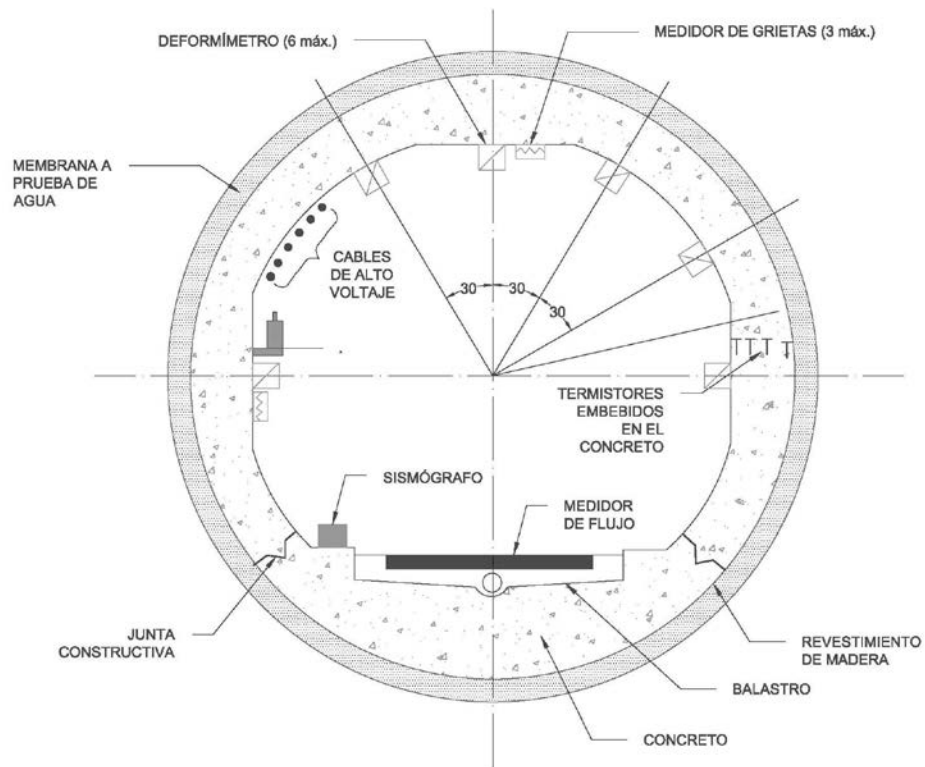 DEFORMÍMETRO (6 máx.)
MEDIDOR DE GRIETAS (3 máx.)
MEMBRANA A
PRUEBA DE
AGUA
CABLES
DE ALTO
VOLTAJE
30
30
30
TERMISTORES
EMBEBIDOS
EN EL
CONCRETO
SISMÓGRAFO
MEDIDOR
DE FLUJO
JUNTA
CONSTRUCTIVA
REVESTIMIENTO
DE MADERA
BALASTRO
CONCRETO